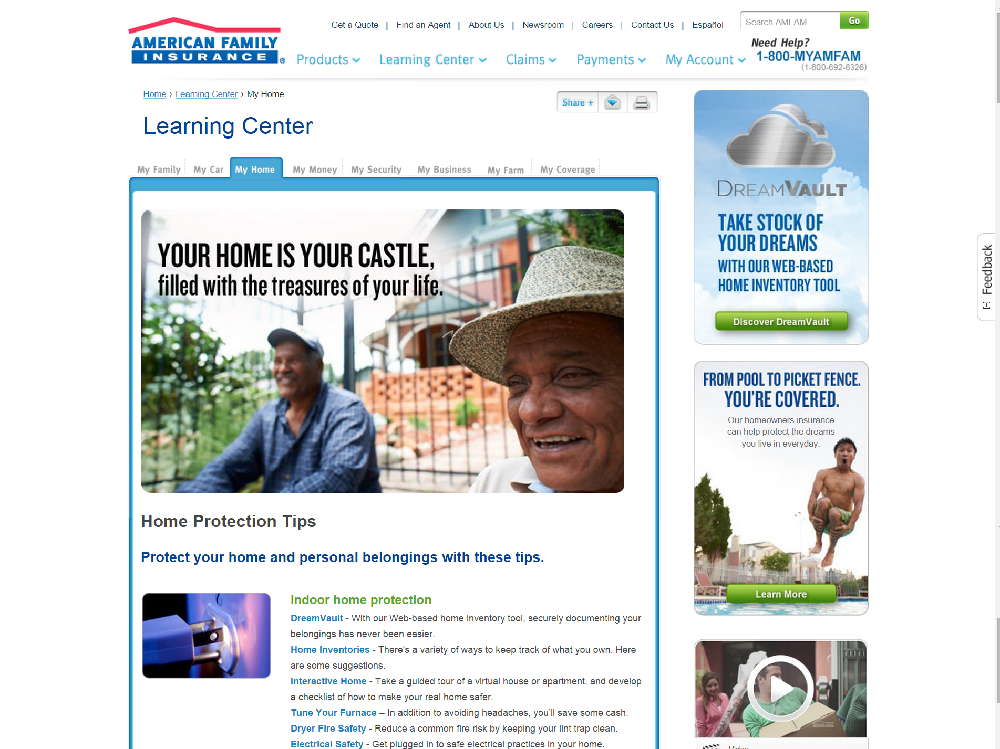 AMERICAN FAMILY
INSURANCE®
Get a Quote | Find an Agent | About Us | Newsroom | Careers | Contact Us | Español
Search AMFAM
Go
Need Help?
1-800-MYAMFAM
(1-800-692-6326)
Products
Learning Center
Claims
Payments
My Account
Home › Learning Center › My Home
Share +
Learning Center
My Family
My Car
My Home
My Money
My Security
My Business
My Farm
My Coverage
YOUR HOME IS YOUR CASTLE,
filled with the treasures of your life.
Home Protection Tips
Protect your home and personal belongings with these tips.
Indoor home protection
DreamVault - With our Web-based home inventory tool, securely documenting your
belongings has never been easier.
Home Inventories - There's a variety of ways to keep track of what you own. Here
are some suggestions.
Interactive Home - Take a guided tour of a virtual house or apartment, and develop
a checklist of how to make your real home safer.
Tune Your Furnace – In addition to avoiding headaches, you’ll save some cash.
Dryer Fire Safety - Reduce a common fire risk by keeping your lint trap clean.
Electrical Safety - Get plugged in to safe electrical practices in your home.
DREAMVAULT
TAKE STOCK OF
YOUR DREAMS
WITH OUR WEB-BASED
HOME INVENTORY TOOL
Discover DreamVault
FROM POOL TO PICKET FENCE.
YOU'RE COVERED.
Our homeowners insurance
can help protect the dreams
you live in everyday.
Learn More
Video:
[-] Feedback